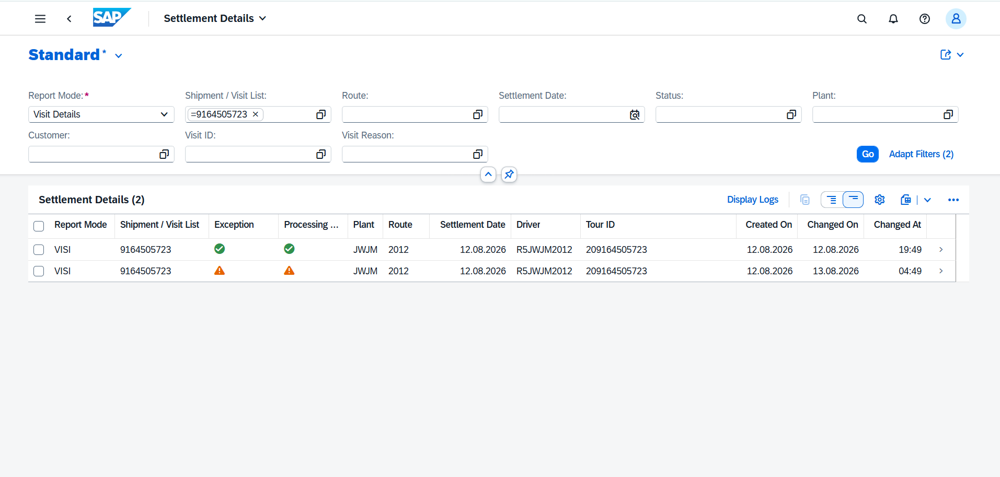 SAP
Settlement Details
Standard *
Report Mode:*
Shipment / Visit List:
Route:
Settlement Date:
Status:
Plant:
Visit Details
=9164505723
Customer:
Visit ID:
Visit Reason:
Go
Adapt Filters (2)
Settlement Details (2)
Display Logs
Report Mode Shipment / Visit List Exception Processing ... Plant Route Settlement Date Driver Tour ID Created On Changed On Changed At
VISI 9164505723 JWJM 2012 12.08.2026 R5JWJM2012 209164505723 12.08.2026 12.08.2026 19:49
VISI 9164505723 JWJM 2012 12.08.2026 R5JWJM2012 209164505723 12.08.2026 13.08.2026 04:49